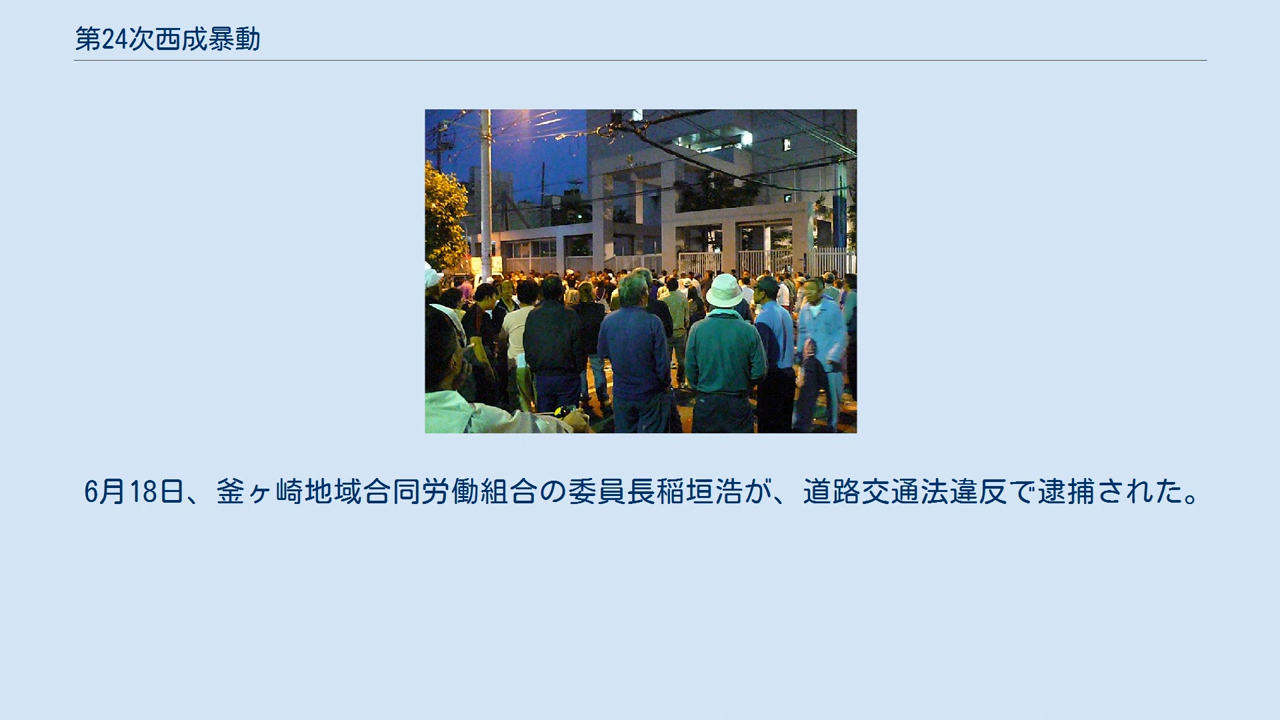 第24次西成暴動
6月18日、釜ヶ崎地域合同労働組合の委員長稲垣浩が、道路交通法違反で逮捕された。